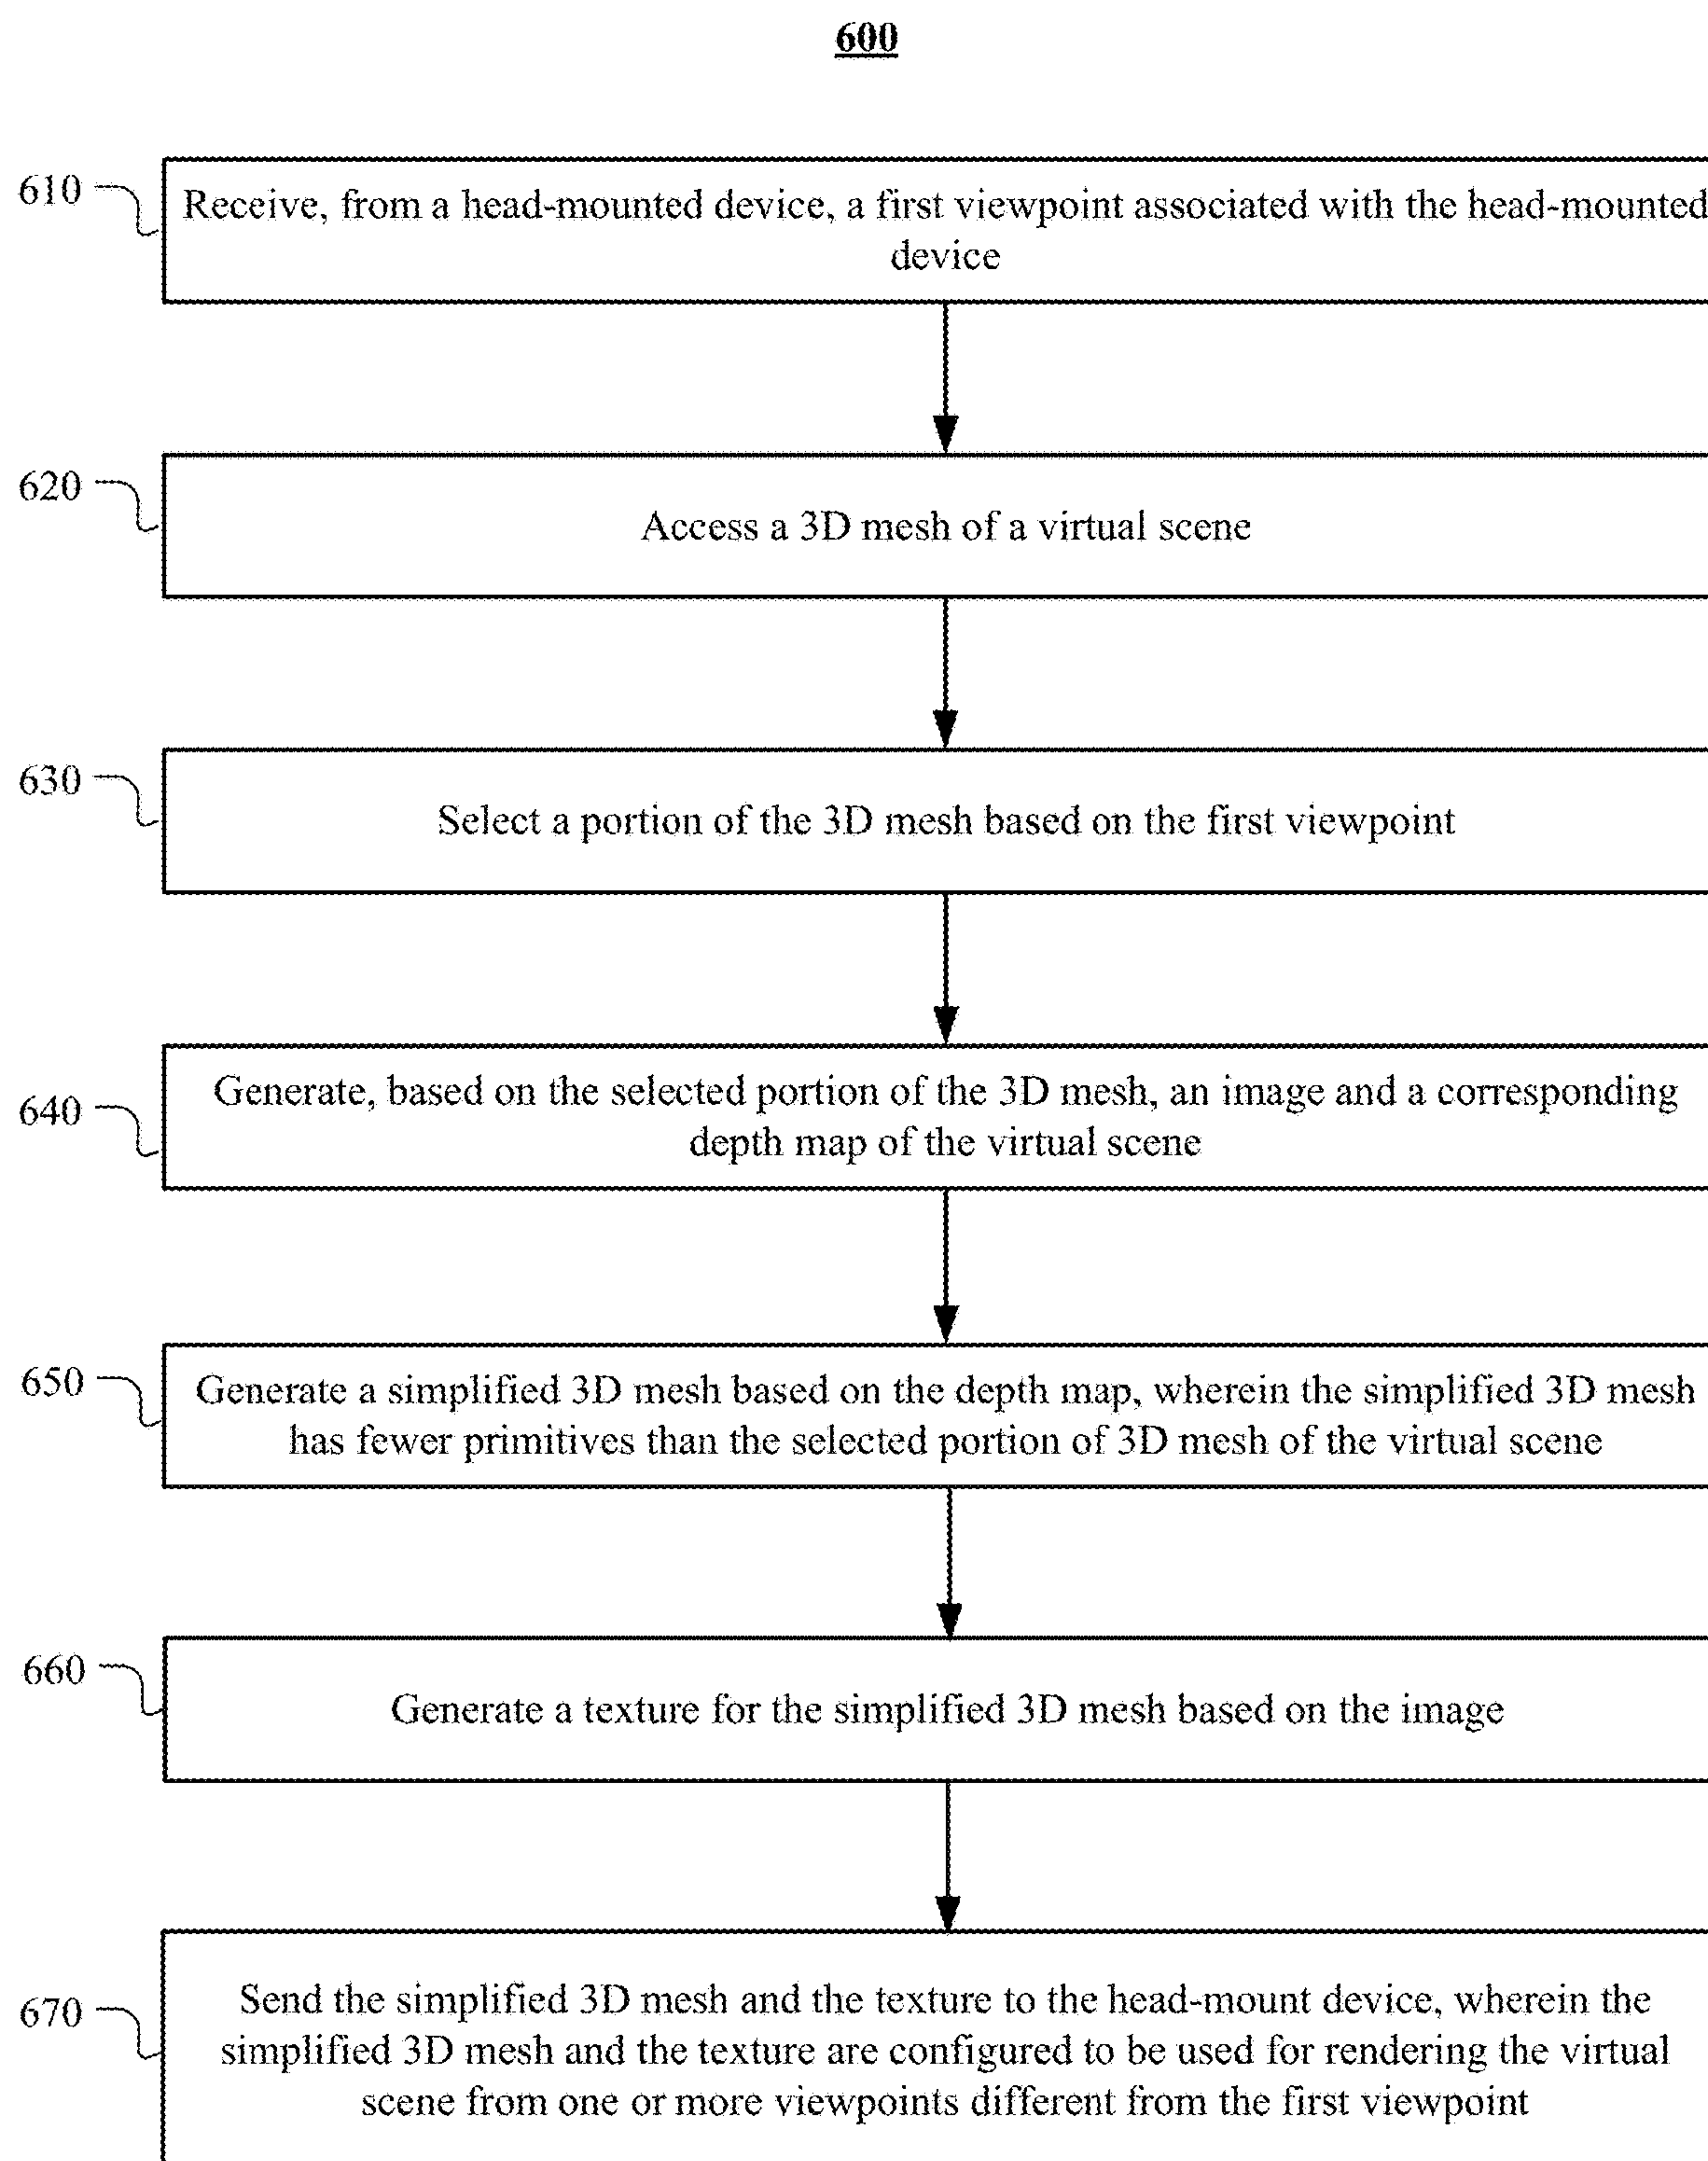 600
610
Receive, from a head-mounted device, a first viewpoint associated with the head-mounted
device
620
Access a 3D mesh of a virtual scene
630
Select a portion of the 3D mesh based on the first viewpoint
640
Generate, based on the selected portion of the 3D mesh, an image and a corresponding
depth map of the virtual scene
650
Generate a simplified 3D mesh based on the depth map, wherein the simplified 3D mesh
has fewer primitives than the selected portion of 3D mesh of the virtual scene
660
Generate a texture for the simplified 3D mesh based on the image
670
Send the simplified 3D mesh and the texture to the head-mount device, wherein the
simplified 3D mesh and the texture are configured to be used for rendering the virtual
scene from one or more viewpoints different from the first viewpoint